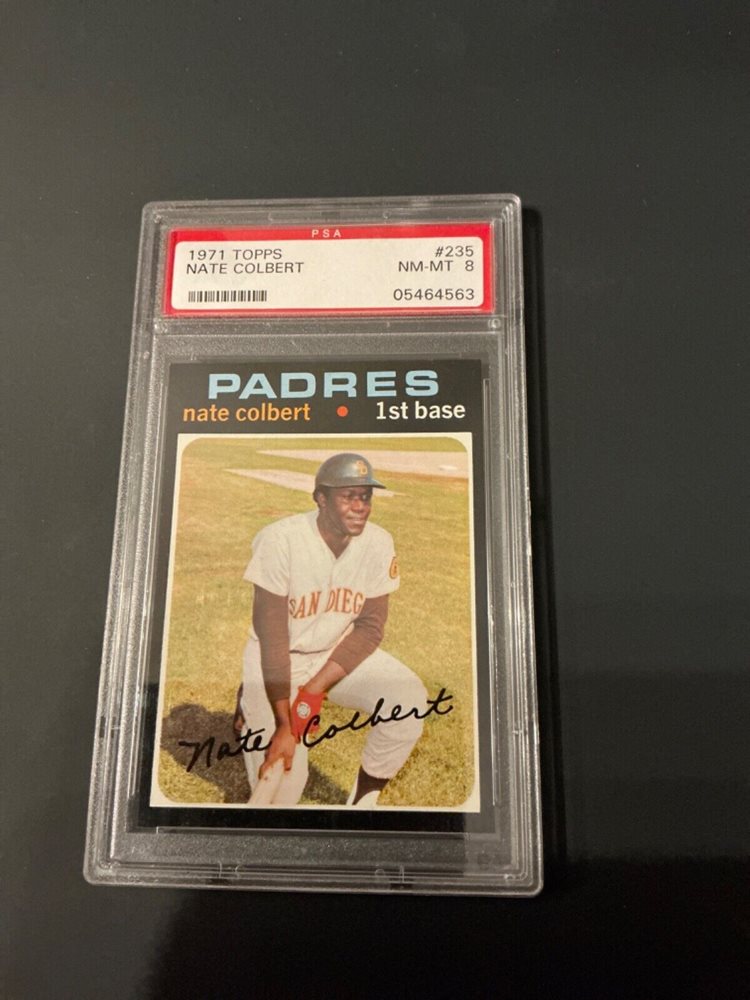 PSA
1971 TOPPS #235
NATE COLBERT NM-MT 8
05464563
PADRES
nate colbert • 1st base
SD
SAN DIEG
Nate Colbert